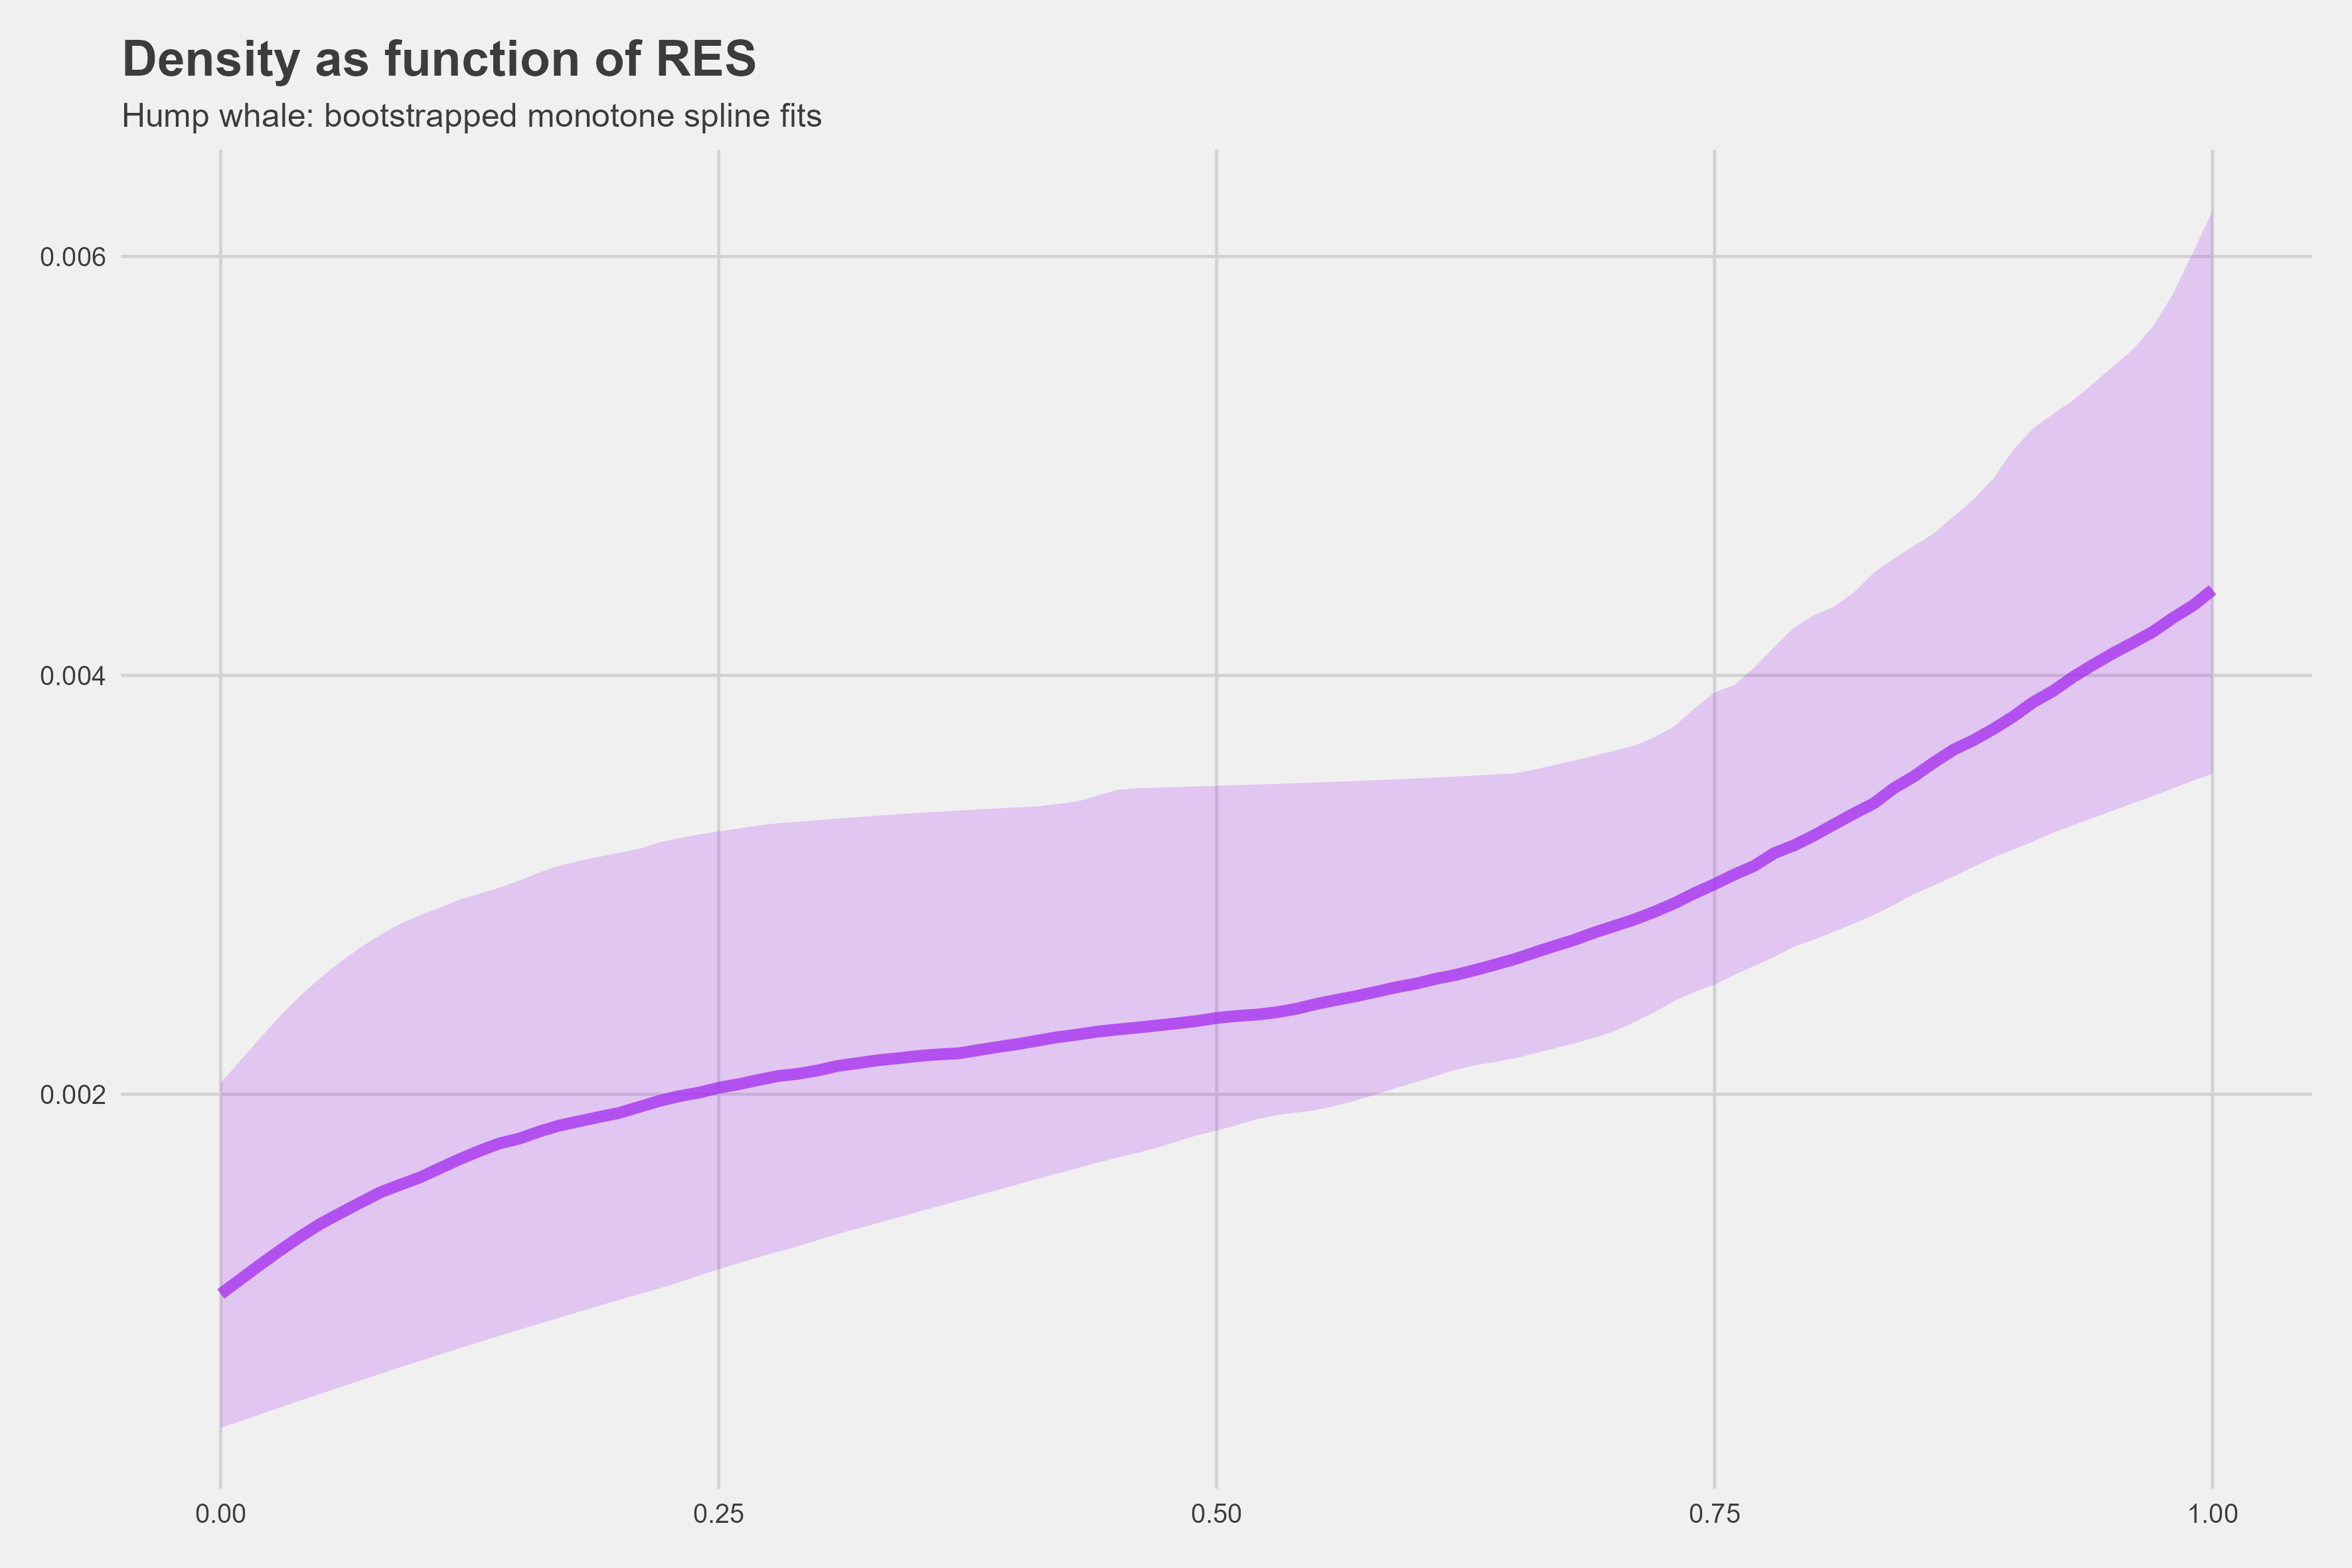 Density as function of RES
Hump whale: bootstrapped monotone spline fits
0.006
0.004
0.002
0.00 0.25 0.50 0.75 1.00